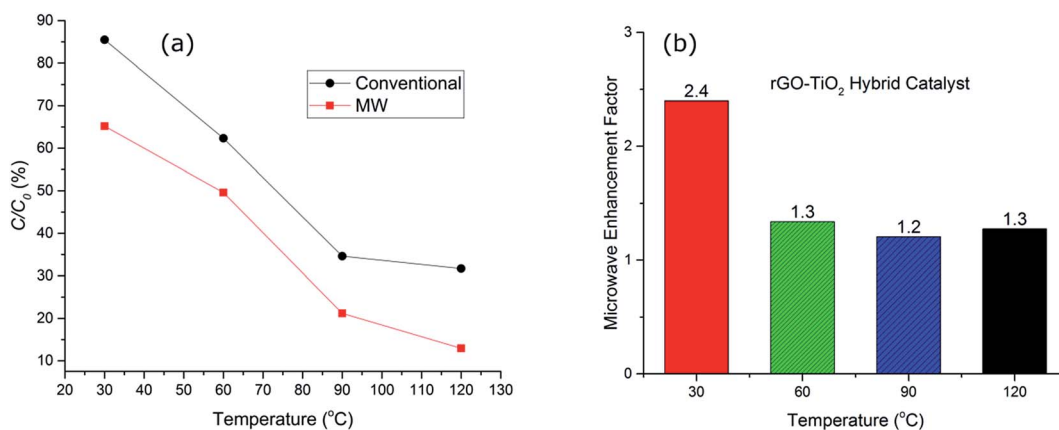 (a)
Conventional
MW
C/C0 (%)
90
80
70
60
50
40
30
20
10
20 30 40 50 60 70 80 90 100 110 120 130
Temperature (oC)
(b)
rGO-TiO2 Hybrid Catalyst
Microwave Enhancement Factor
3
2
1
0
2.4
1.3
1.2
1.3
30 60 90 120
Temperature (oC)